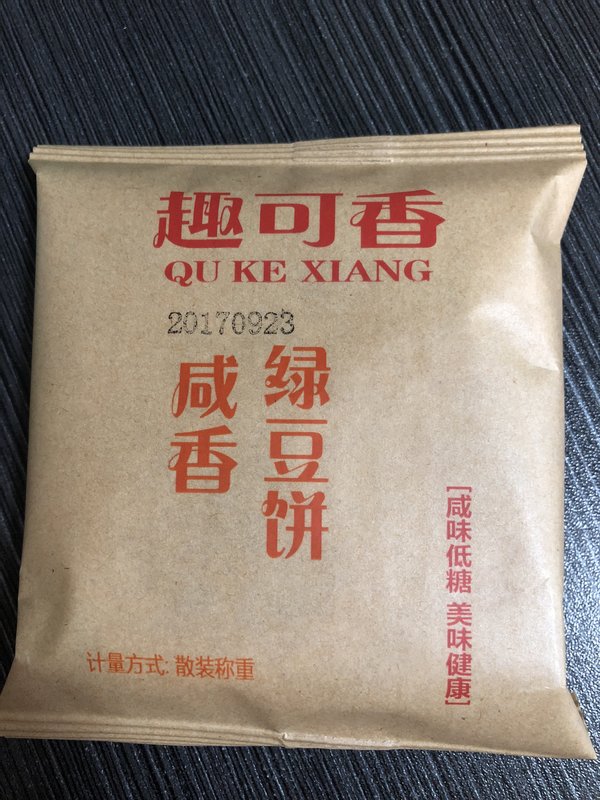 趣可香
QU KE XIANG
20170923
咸香
绿豆饼
[咸味低糖 美味健康]
计量方式: 散装称重